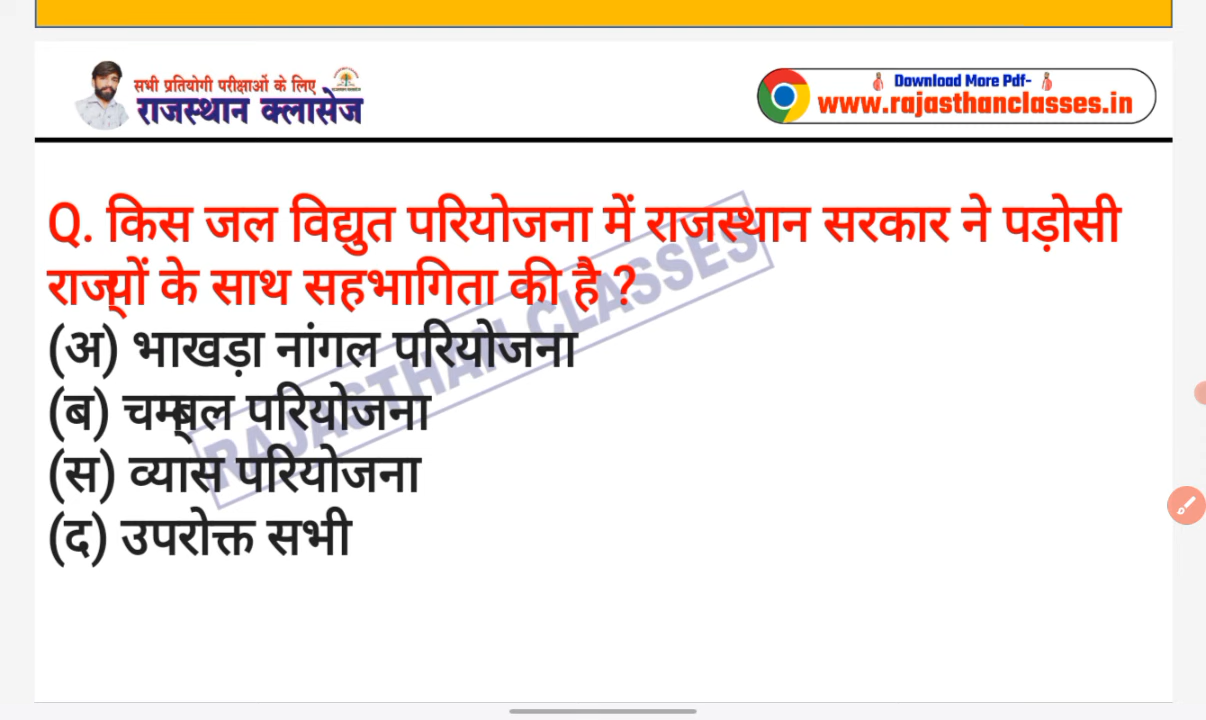 सभी प्रतियोगी परीक्षाओं के लिए
राजस्थान क्लासेज
Download More Pdf-
www.rajasthanclasses.in
Q. किस जल विद्युत परियोजना में राजस्थान सरकार ने पड़ोसी
राज्यों के साथ सहभागिता की है ?
(अ) भाखड़ा नांगल परियोजना
(ब) चम्बल परियोजना
(स) व्यास परियोजना
(द) उपरोक्त सभी
RAJASTHAN CLASSES